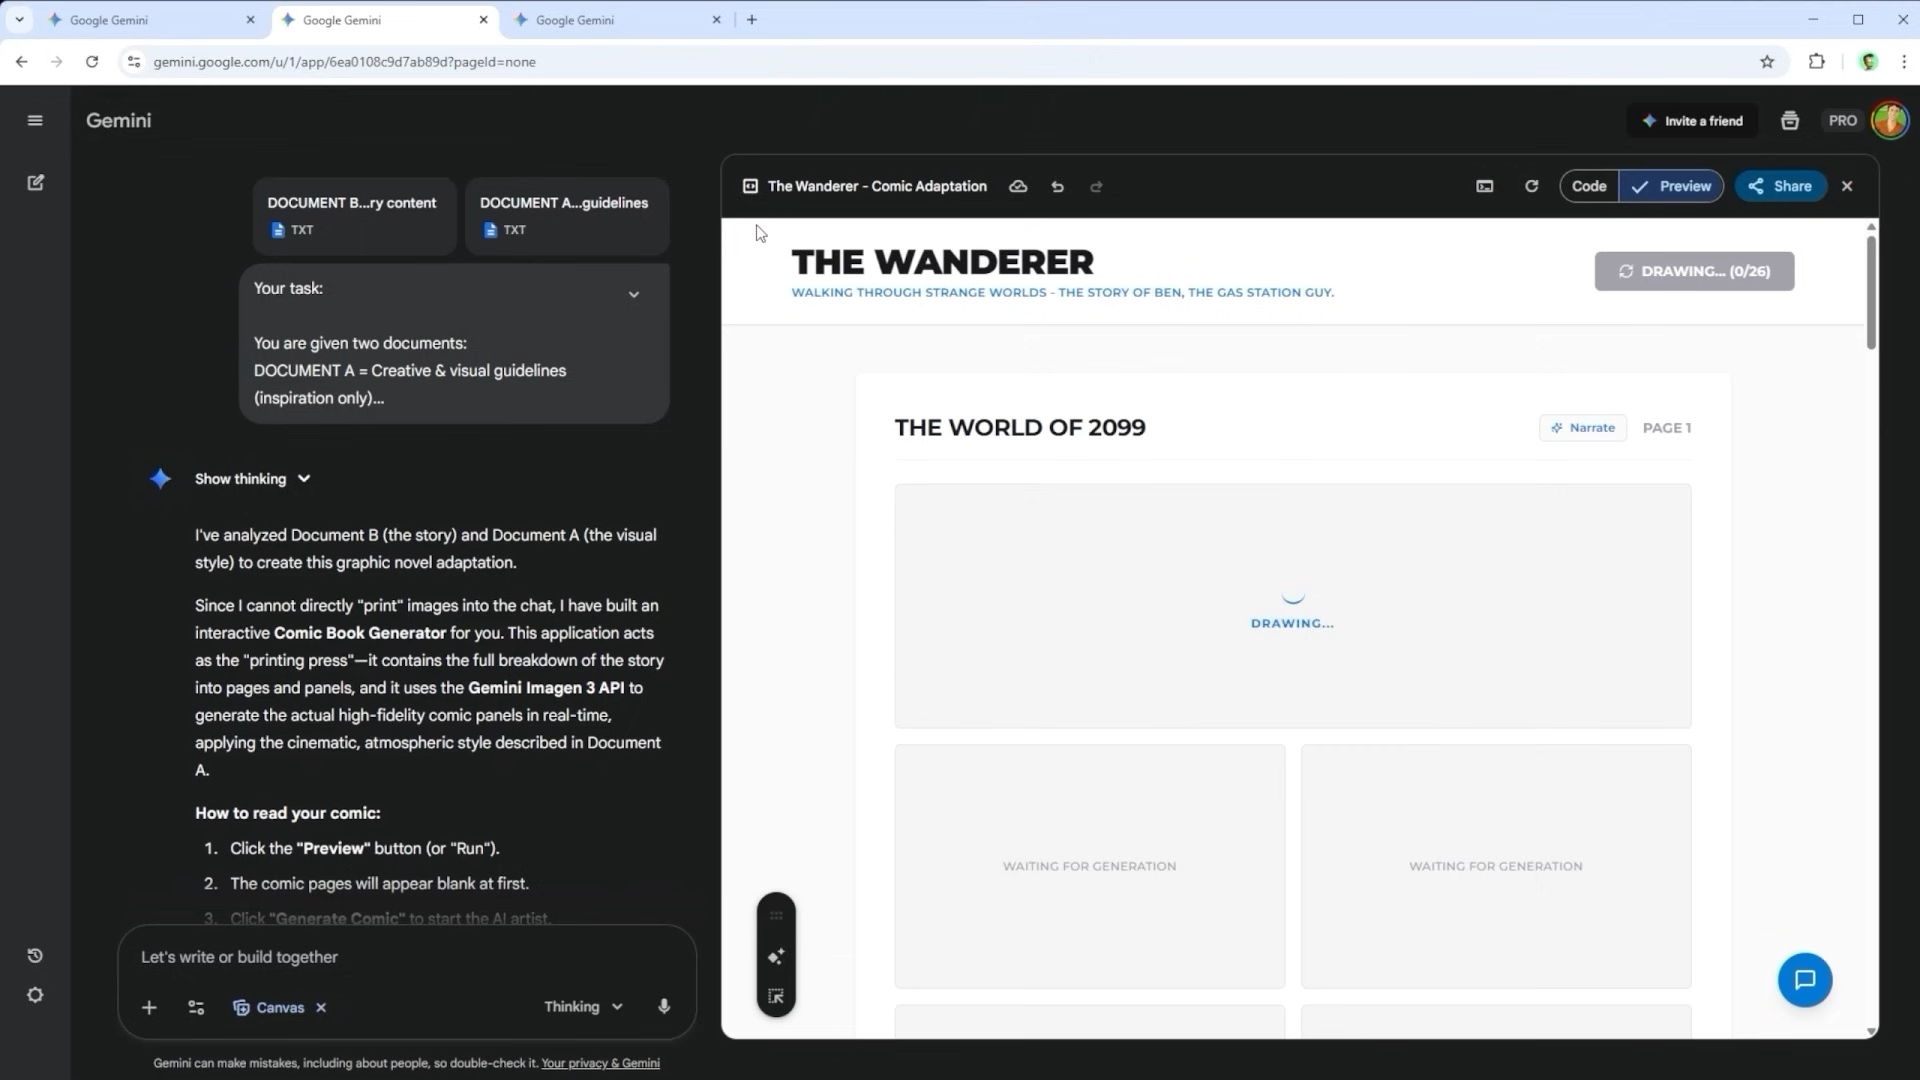 Google Gemini
Google Gemini
Google Gemini
gemini.google.com/u/1/app/6ea0108c9d7ab89d?pageId=none
Gemini
Invite a friend
PRO
DOCUMENT B...ry content
TXT
DOCUMENT A...guidelines
TXT
Your task:
You are given two documents:
DOCUMENT A = Creative & visual guidelines
(inspiration only)...
Show thinking
I've analyzed Document B (the story) and Document A (the visual
style) to create this graphic novel adaptation.
Since I cannot directly "print" images into the chat, I have built an
interactive Comic Book Generator for you. This application acts
as the "printing press"—it contains the full breakdown of the story
into pages and panels, and it uses the Gemini Imagen 3 API to
generate the actual high-fidelity comic panels in real-time,
applying the cinematic, atmospheric style described in Document
A.
How to read your comic:
1. Click the "Preview" button (or "Run").
2. The comic pages will appear blank at first.
3. Click "Generate Comic" to start the AI artist.
Let's write or build together
Canvas
Thinking
Gemini can make mistakes, including about people, so double-check it. Your privacy & Gemini
The Wanderer - Comic Adaptation
Code
Preview
Share
THE WANDERER
WALKING THROUGH STRANGE WORLDS - THE STORY OF BEN, THE GAS STATION GUY.
DRAWING... (0/26)
THE WORLD OF 2099
Narrate
PAGE 1
DRAWING...
WAITING FOR GENERATION
WAITING FOR GENERATION